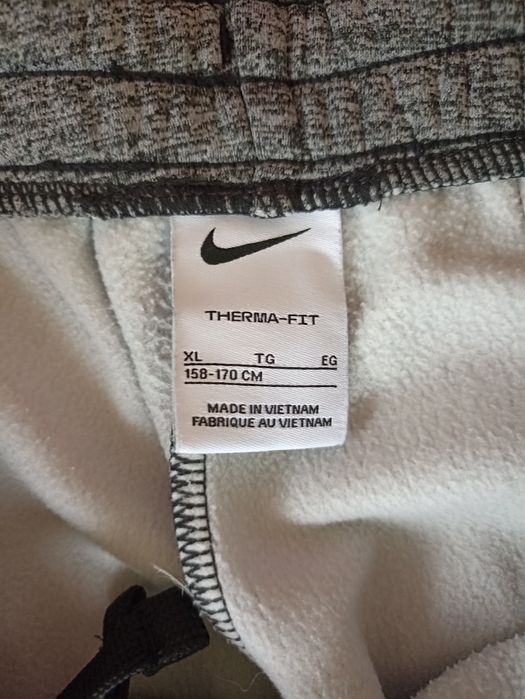 THERMA-FIT
XL TG EG
158-170 CM
MADE IN VIETNAM
FABRIQUE AU VIETNAM